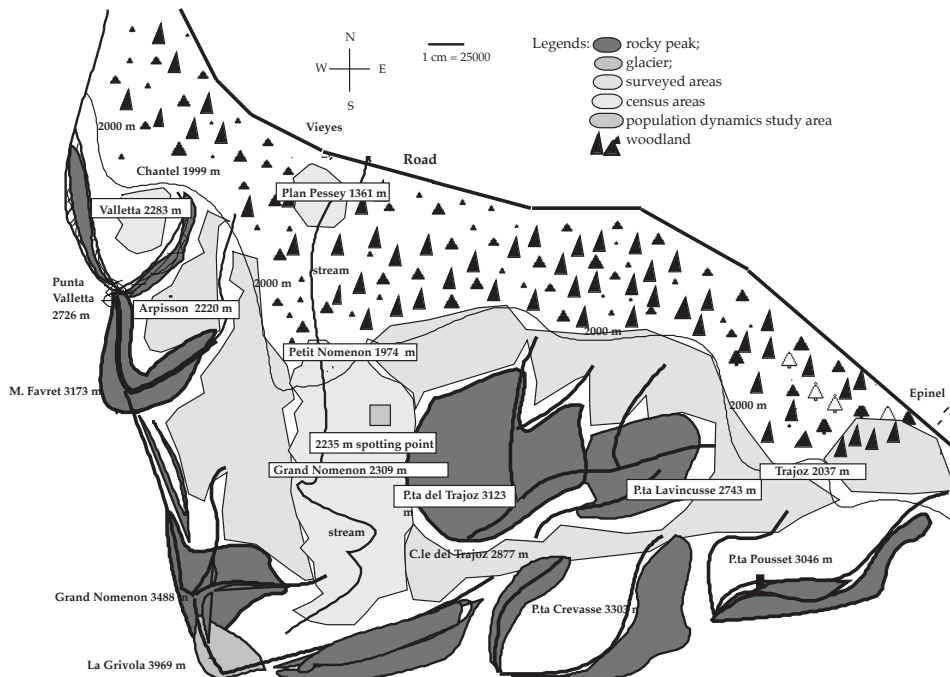 N
W E
S
1 cm = 25000
Legends: rocky peak;
glacier;
surveyed areas
census areas
population dynamics study area
woodland
2000 m
Vieyes
Road
Chantel 1999 m
Plan Pessey 1361 m
Valletta 2283 m
stream
2000 m
Punta
Valletta
2726 m
Arpisson 2220 m
2000 m
Petit Nomenon 1974 m
M. Favret 3173 m
Epinel
2000 m
2235 m spotting point
Grand Nomenon 2309 m
Trajoz 2037 m
P.ta del Trajoz 3123
m
P.ta Lavincusse 2743 m
stream
C.le del Trajoz 2877 m
P.ta Pousset 3046 m
Grand Nomenon 3488 m
P.ta Crevasse 3303 m
La Grivola 3969 m